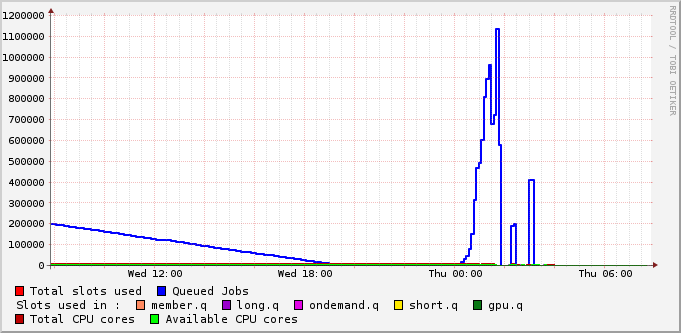 1200000
1100000
1000000
900000
800000
700000
600000
500000
400000
300000
200000
100000
0
Wed 12:00 Wed 18:00 Thu 00:00 Thu 06:00
Total slots used Queued Jobs
Slots used in : member.q long.q ondemand.q short.q gpu.q
Total CPU cores Available CPU cores
RRDTOOL / TOBI OETIKER